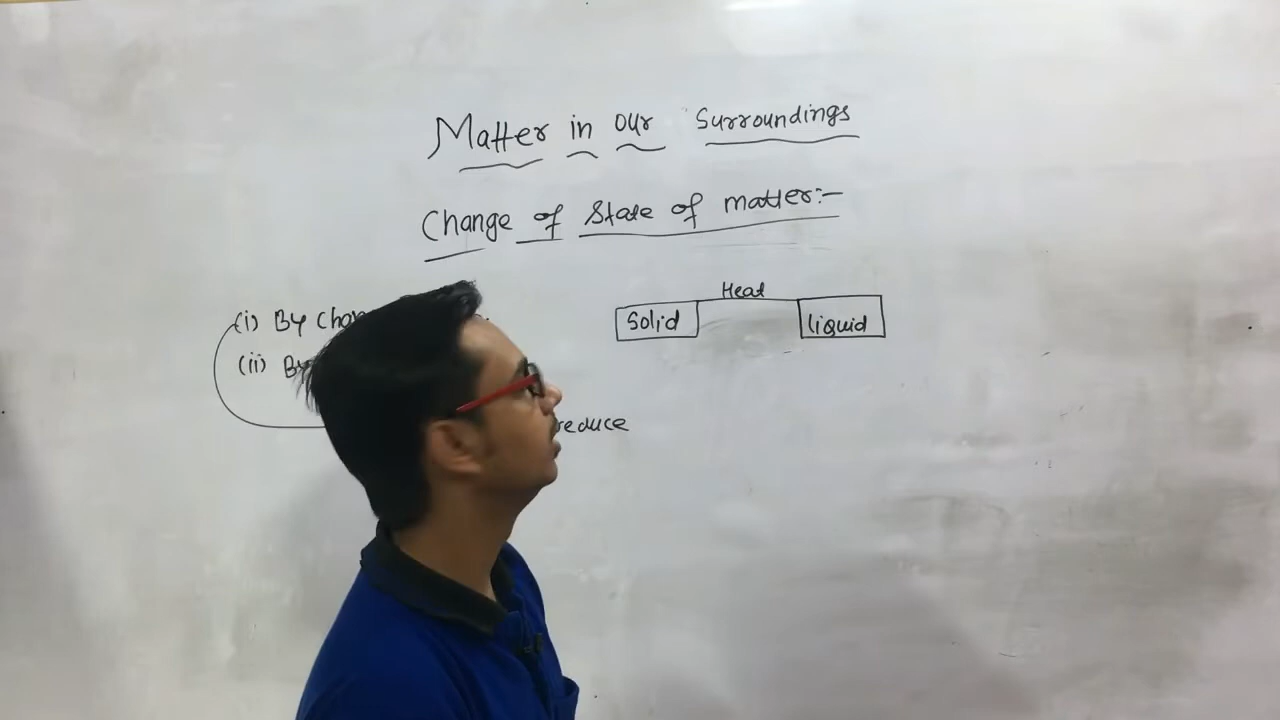 Matter in our Surroundings
Change of State of matter:-
(i) By
(ii)
reduce
Heat
Solid
liquid